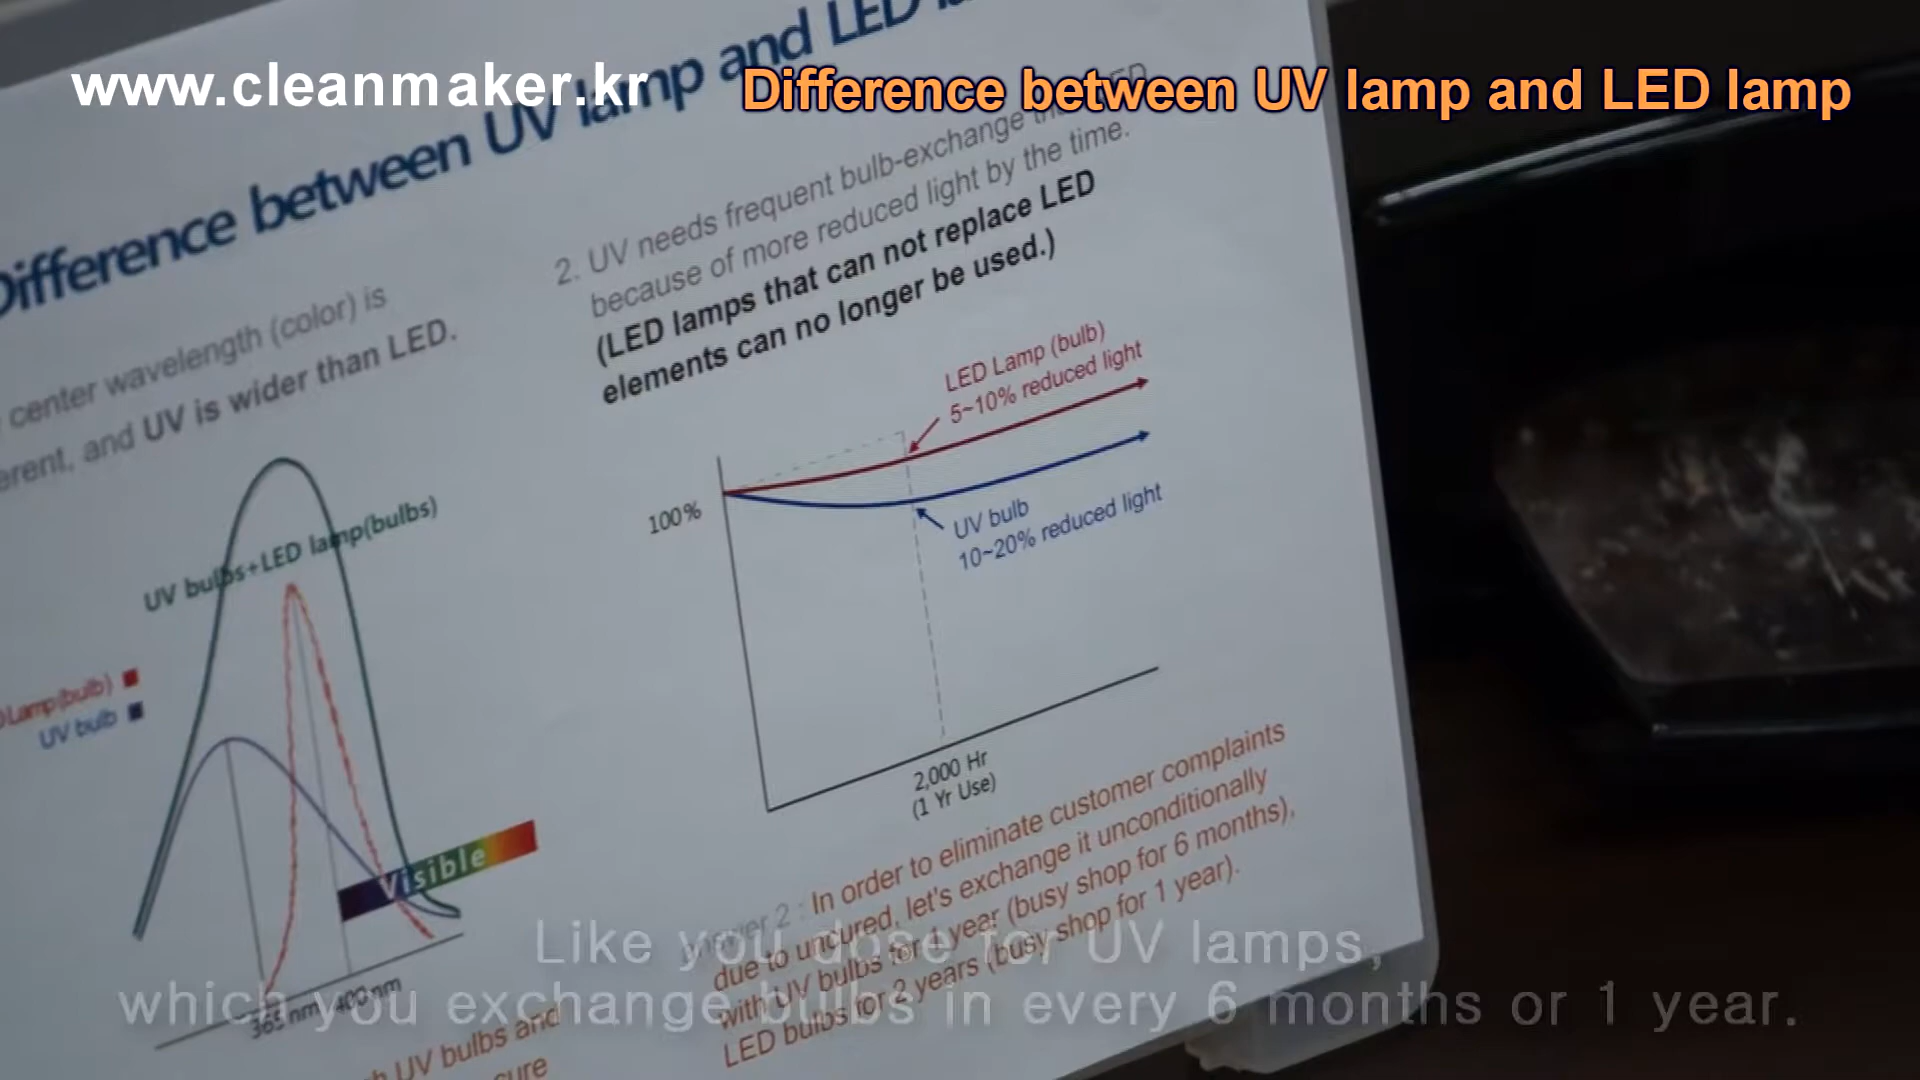 www.cleanmaker.kr
Difference between UV lamp and LED lamp
Difference between UV lamp and LED
center wavelength (color) is
and UV is wider than LED.
UV bulbs+LED lamp(bulbs)
Lamp(bulb)
UV bulb
Visible
365 nm 400 nm
UV bulbs and
2. UV needs frequent bulb-exchange
because of more reduced light by the time.
(LED lamps that can not replace LED
elements can no longer be used.)
LED Lamp (bulb)
5~10% reduced light
100%
UV bulb
10~20% reduced light
2,000 Hr
(1 Yr Use)
2 : In order to eliminate customer complaints
due to uncured, let's exchange it unconditionally
with UV bulbs for 1 year (busy shop for 6 months),
LED bulbs for 2 years (busy shop for 1 year).
Like you dose for UV lamps,
which you exchange bulbs in every 6 months or 1 year.